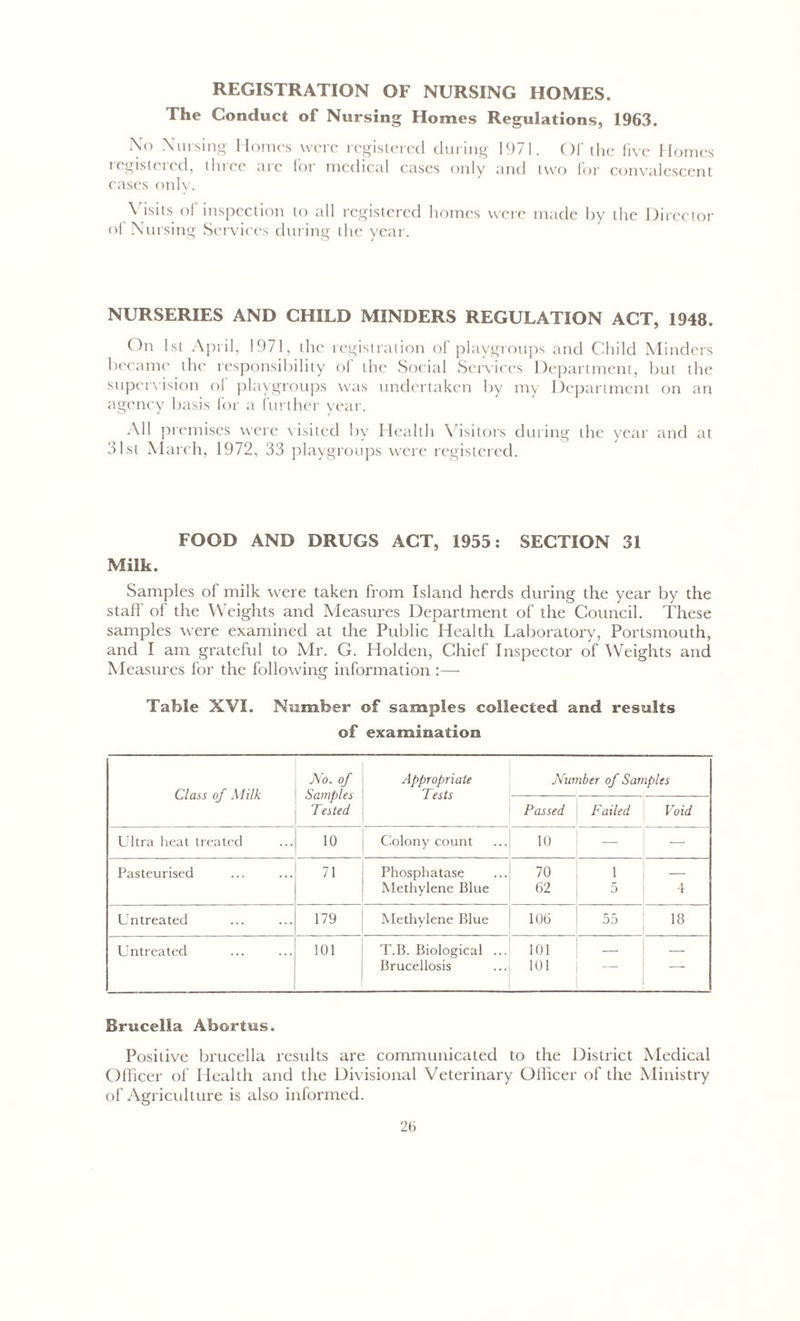 REGISTRATION OF NURSING HOMES.
The Conduct of Nursing Homes Regulations, 1963.
No Nursing Homes were registered during 1971. Of the five Homes
registered, three are for medical cases only and two for convalescent
cases only.
Visits of inspection to all registered homes were made by the Director
of Nursing Services during the year.
NURSERIES AND CHILD MINDERS REGULATION ACT, 1948.
On 1st April, 1971, the registration of playgroups and Child Minders
became the responsibility of the Social Services Department, but the
supervision of playgroups was undertaken by my Department on an
agency basis for a further year.
All premises were visited by Health Visitors during the year and at
31st March, 1972, 33 playgroups were registered.
FOOD AND DRUGS ACT, 1955: SECTION 31
Milk.
Samples of milk were taken from Island herds during the year by the
staff of the Weights and Measures Department of the Council. These
samples were examined at the Public Health Laboratory, Portsmouth,
and I am grateful to Mr. G. Holden, Chief Inspector of Weights and
Measures for the following information :—
Table XVI. Number of samples collected and results
of examination
Class of Milk | No. of Samples Tested | Appropriate Tests | Number of Samples
Passed | Failed | Void
Ultra heat treated ... | 10 | Colony count ... | 10 | — | —
Pasteurised ... ... | 71 | Phosphatase ... | 70 | 1 | —
Methylene Blue | 62 | 5 | 4
Untreated ... ... | 179 | Methylene Blue | 106 | 55 | 18
Untreated ... ... | 101 | T.B. Biological ... | 101 | — | —
Brucellosis ... | 101 | — | —
Brucella Abortus.
Positive brucella results are communicated to the District Medical
Officer of Health and the Divisional Veterinary Officer of the Ministry
of Agriculture is also informed.
26